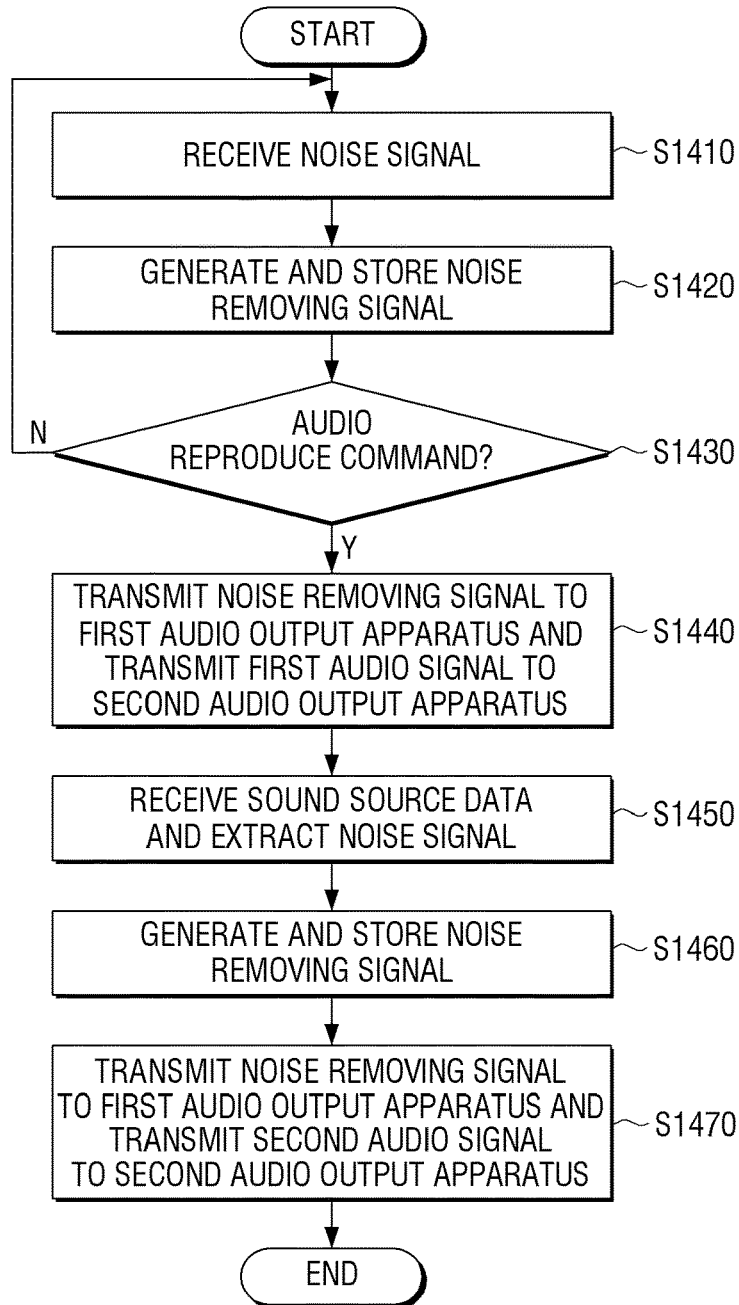 START
RECEIVE NOISE SIGNAL
S1410
GENERATE AND STORE NOISE
REMOVING SIGNAL
S1420
AUDIO
REPRODUCE COMMAND?
S1430
N
Y
TRANSMIT NOISE REMOVING SIGNAL TO
FIRST AUDIO OUTPUT APPARATUS AND
TRANSMIT FIRST AUDIO SIGNAL TO
SECOND AUDIO OUTPUT APPARATUS
S1440
RECEIVE SOUND SOURCE DATA
AND EXTRACT NOISE SIGNAL
S1450
GENERATE AND STORE NOISE
REMOVING SIGNAL
S1460
TRANSMIT NOISE REMOVING SIGNAL
TO FIRST AUDIO OUTPUT APPARATUS AND
TRANSMIT SECOND AUDIO SIGNAL
TO SECOND AUDIO OUTPUT APPARATUS
S1470
END